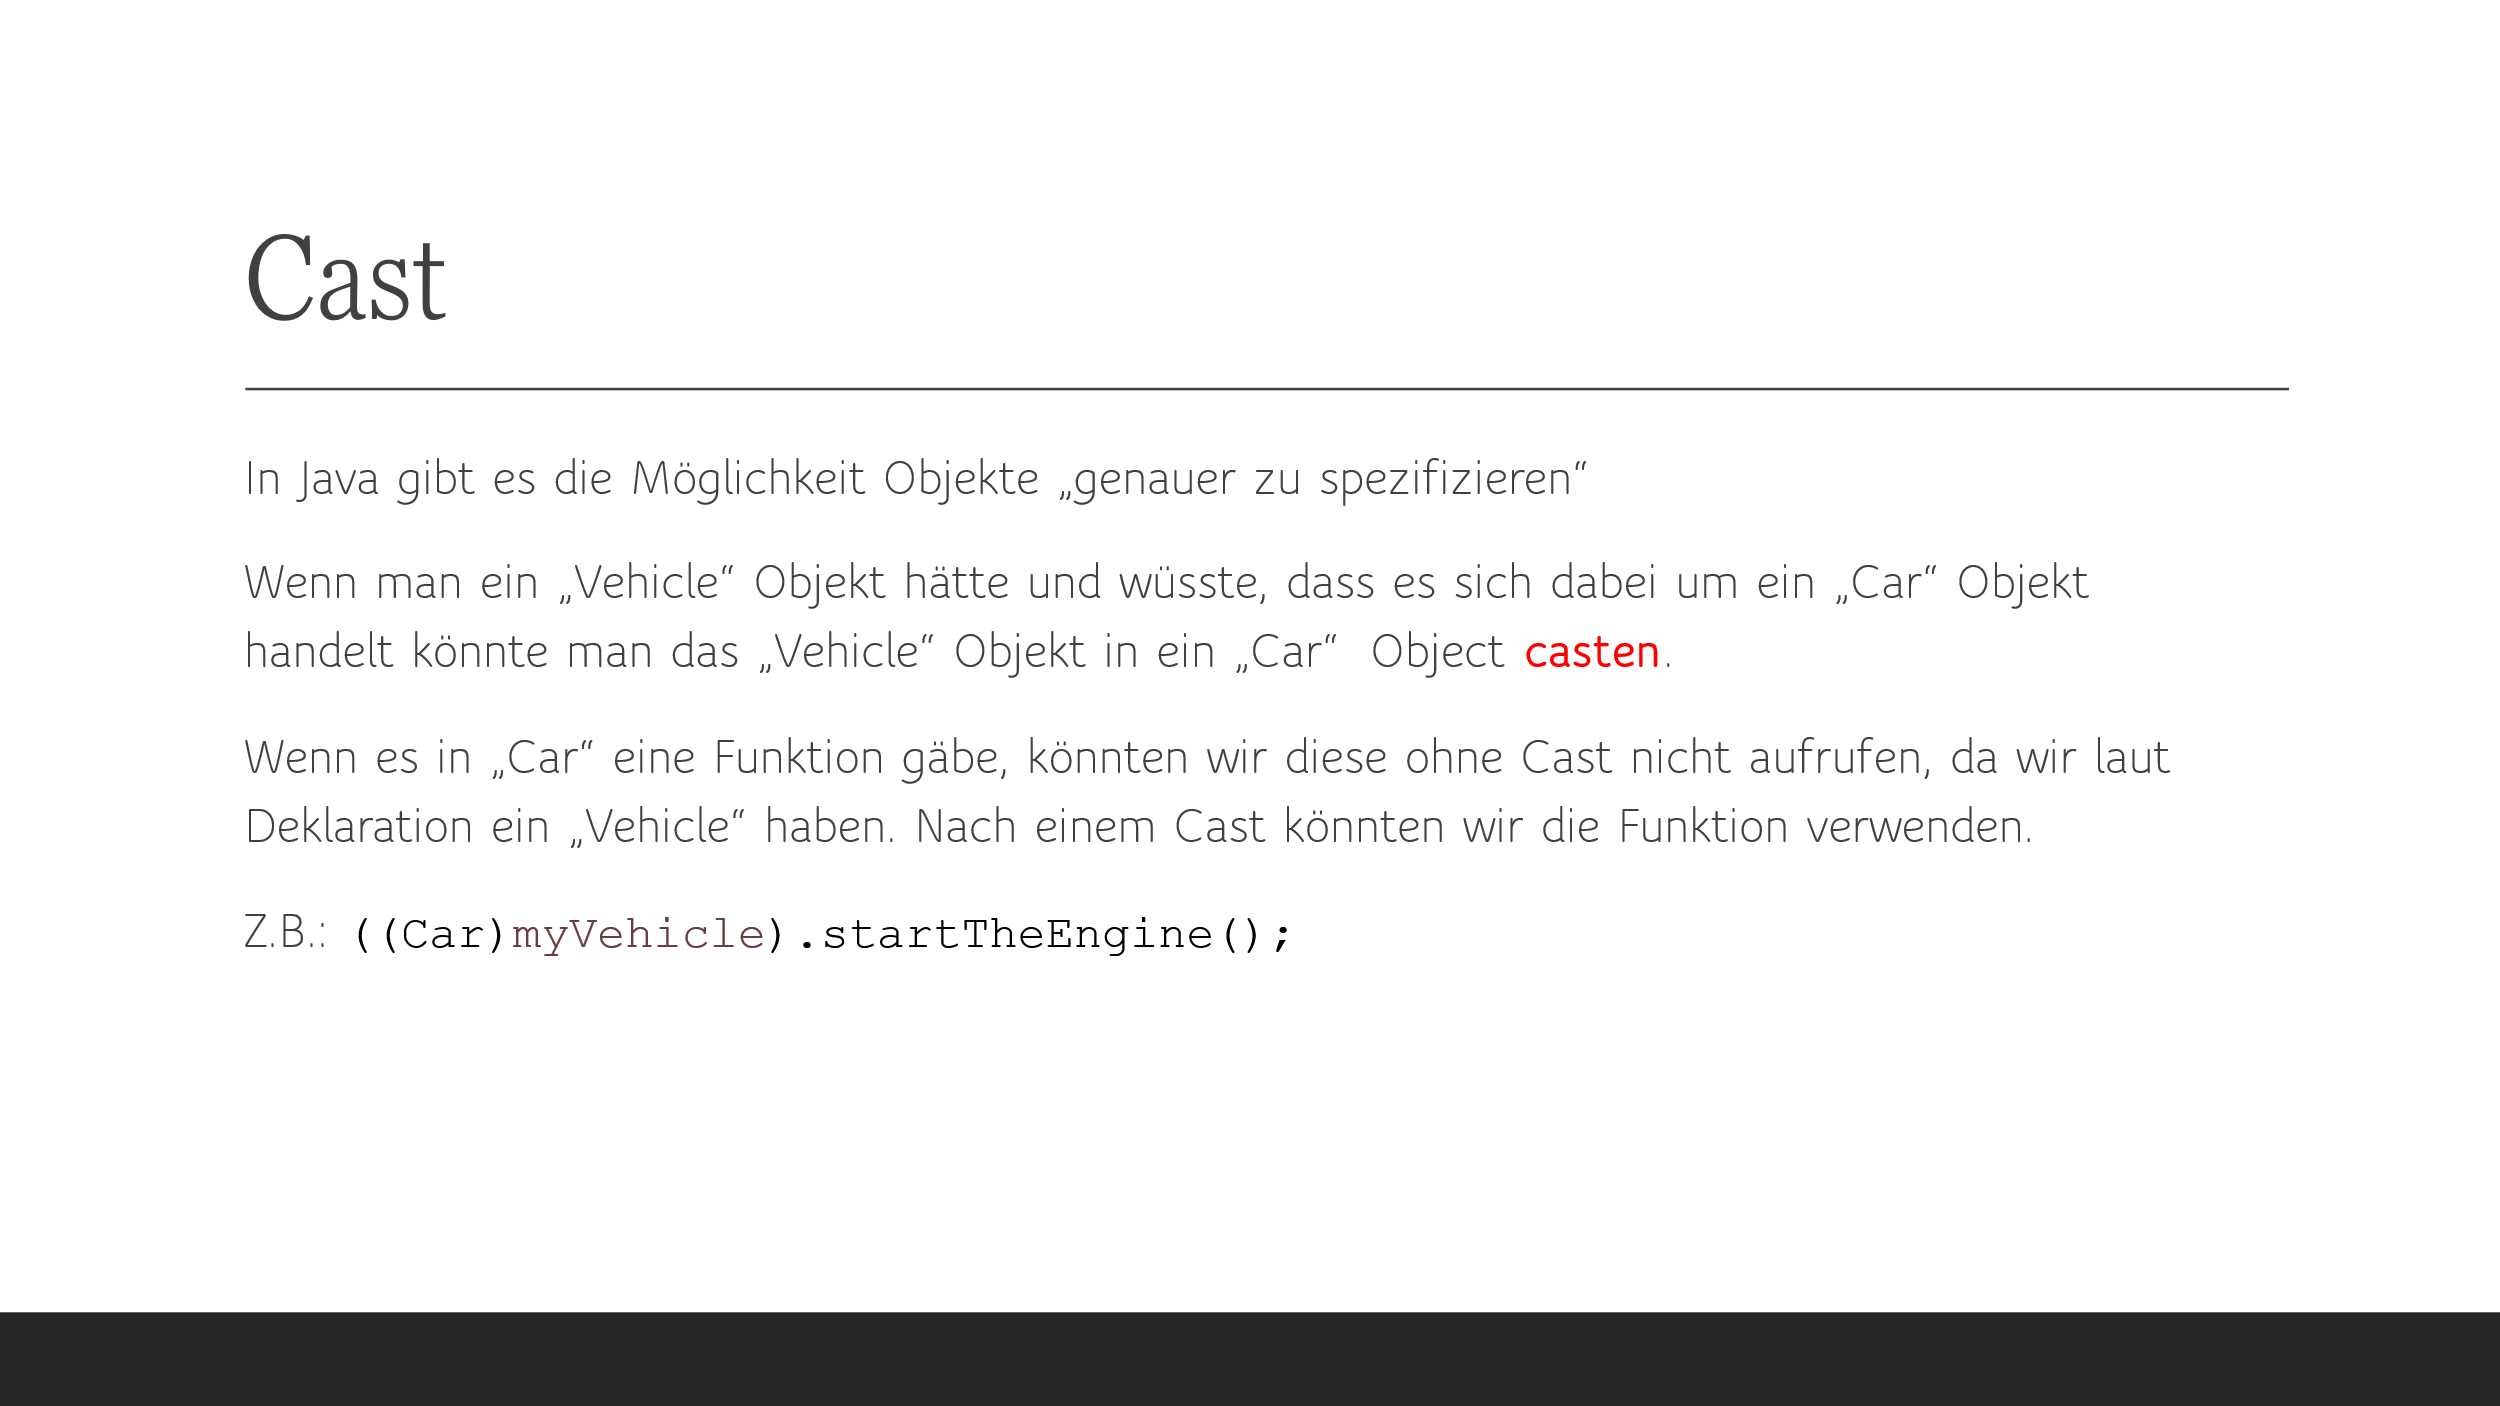 Cast
In Java gibt es die Möglichkeit Objekte „genauer zu spezifizieren“
Wenn man ein „Vehicle“ Objekt hätte und wüsste, dass es sich dabei um ein „Car“ Objekt
handelt könnte man das „Vehicle“ Objekt in ein „Car“  Object casten.
Wenn es in „Car“ eine Funktion gäbe, könnten wir diese ohne Cast nicht aufrufen, da wir laut
Deklaration ein „Vehicle“ haben. Nach einem Cast könnten wir die Funktion verwenden.
Z.B.: ((Car)myVehicle).startTheEngine();